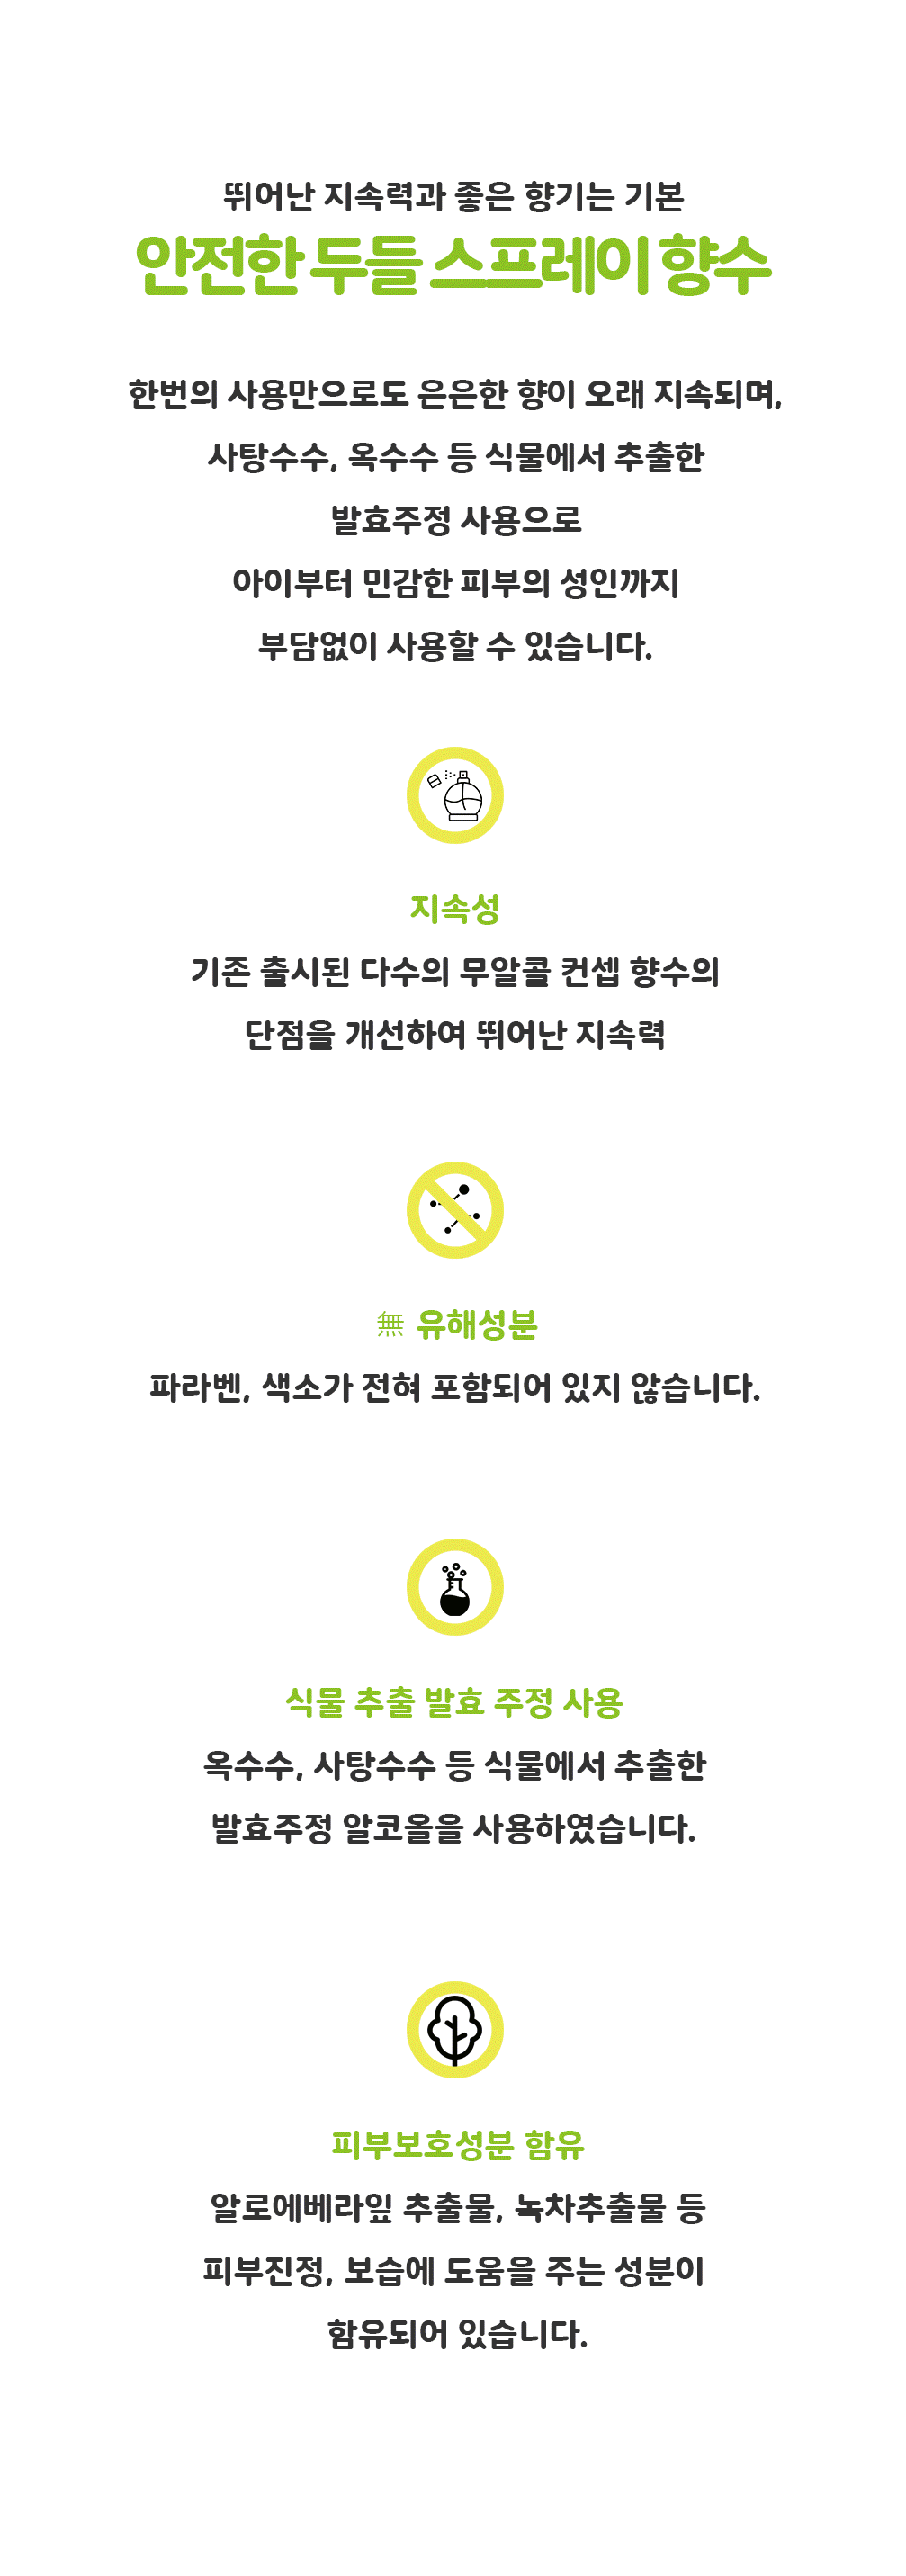 뛰어난 지속력과 좋은 향기는 기본
안전한 두들 스프레이 향수
한번의 사용만으로도 은은한 향이 오래 지속되며,
사탕수수, 옥수수 등 식물에서 추출한
발효주정 사용으로
아이부터 민감한 피부의 성인까지
부담없이 사용할 수 있습니다.
지속성
기존 출시된 다수의 무알콜 컨셉 향수의
단점을 개선하여 뛰어난 지속력
無 유해성분
파라벤, 색소가 전혀 포함되어 있지 않습니다.
식물 추출 발효 주정 사용
옥수수, 사탕수수 등 식물에서 추출한
발효주정 알코올을 사용하였습니다.
피부보호성분 함유
알로에베라잎 추출물, 녹차추출물 등
피부진정, 보습에 도움을 주는 성분이
함유되어 있습니다.